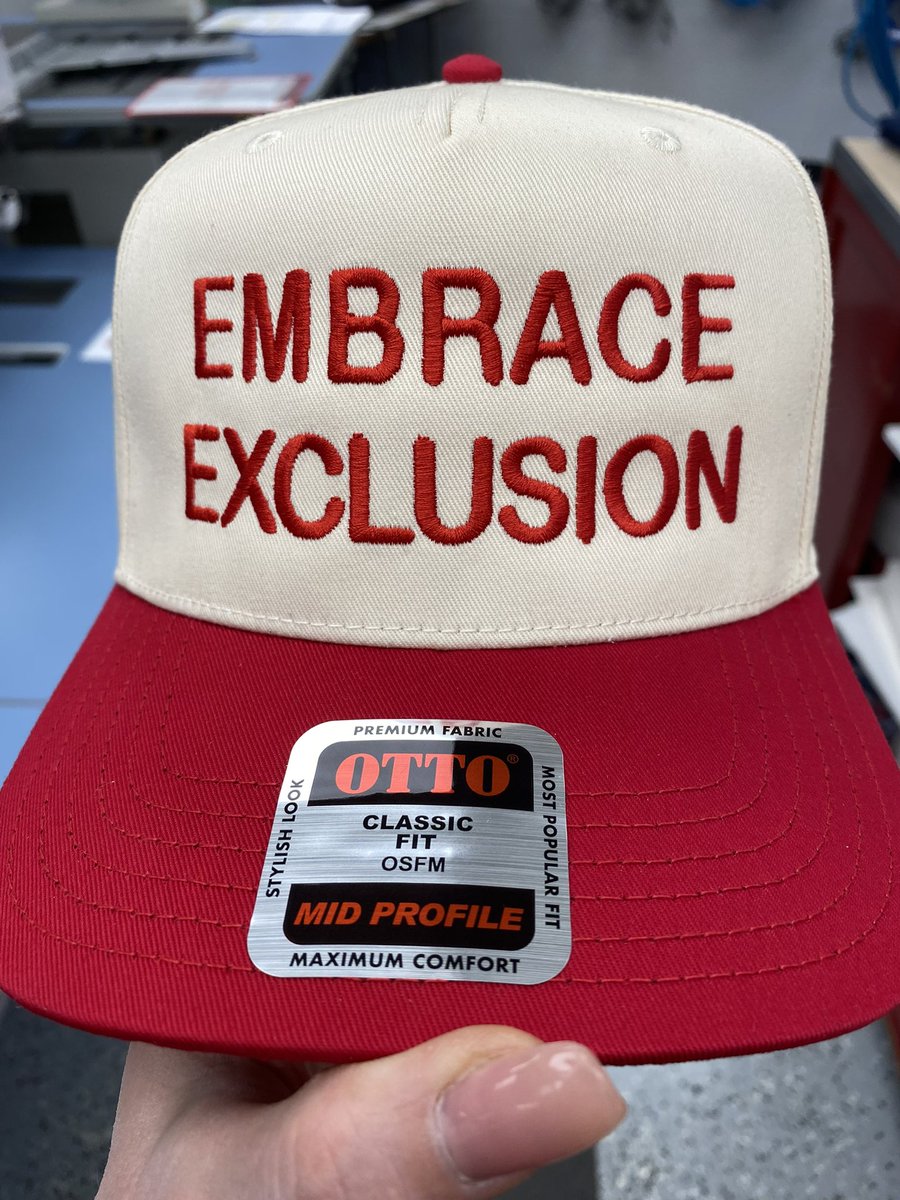 EMBRACE
EXCLUSION
PREMIUM FABRIC
OTTO®
STYLISH LOOK
CLASSIC
FIT
OSFM
MOST POPULAR FIT
MID PROFILE
MAXIMUM COMFORT